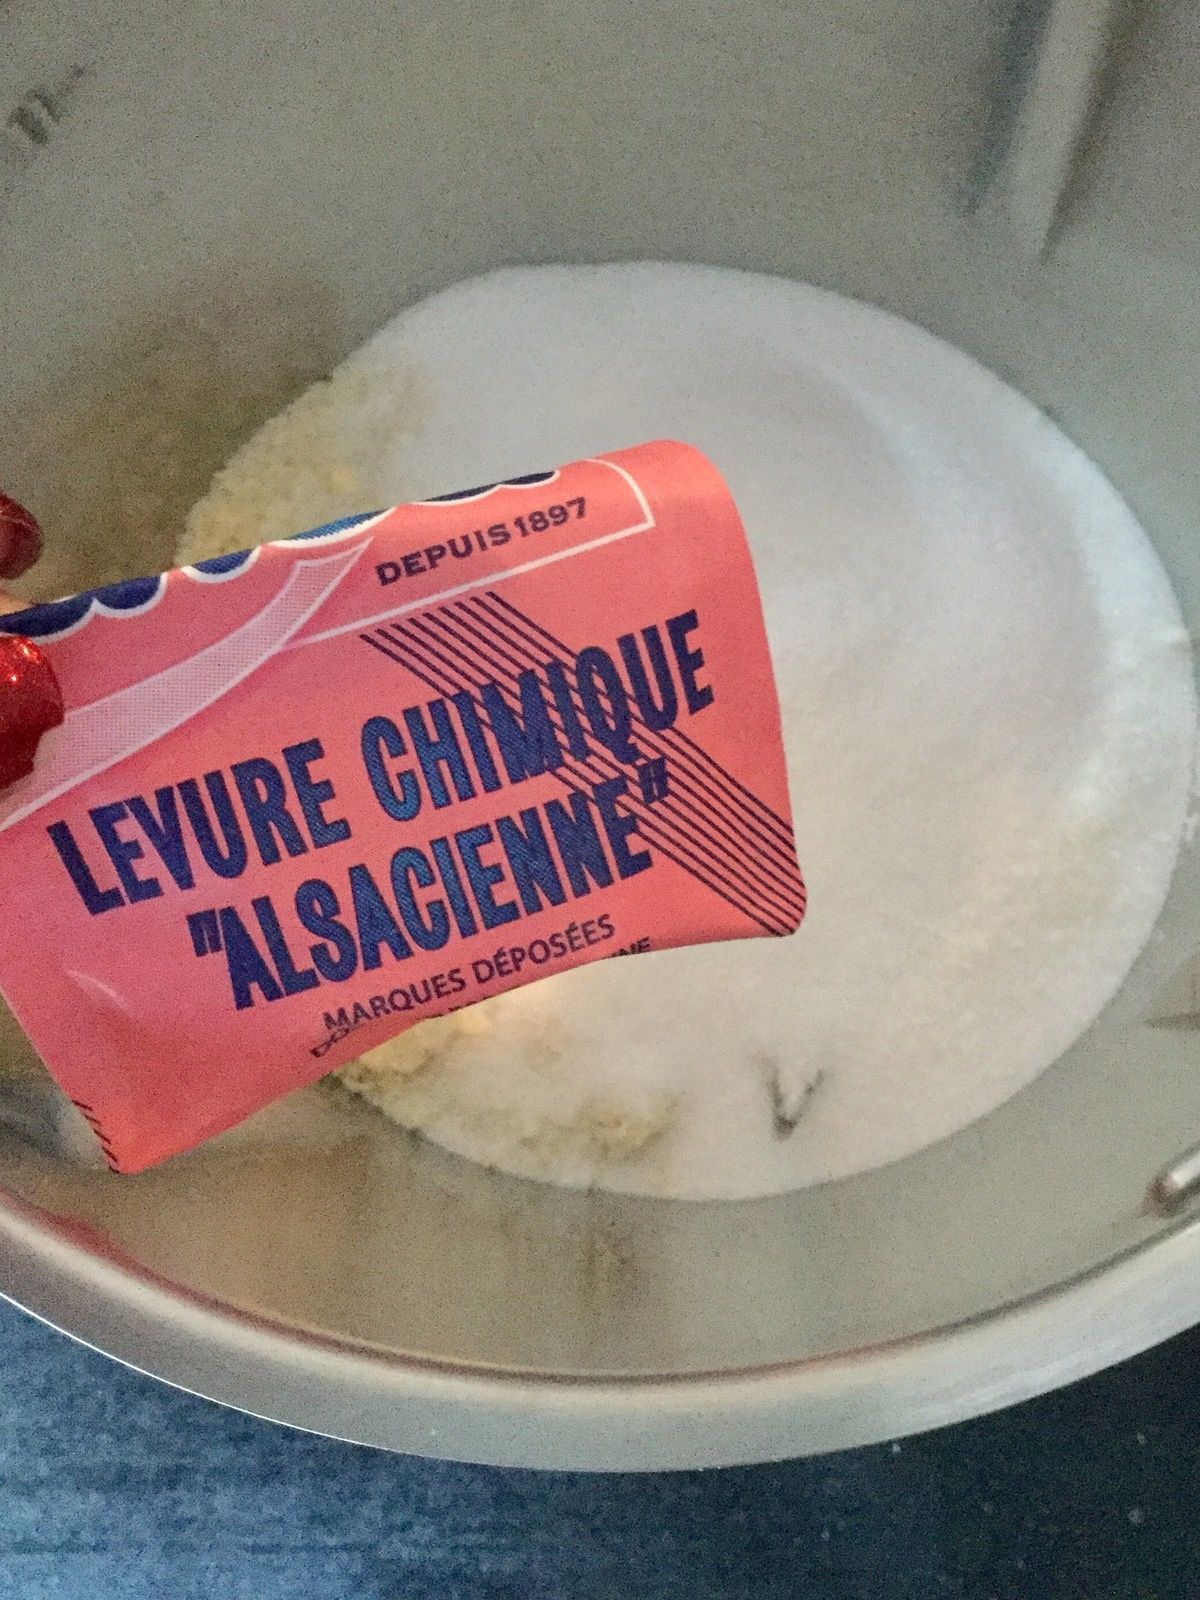 DEPUIS 1897
LEVURE CHIMIQUE
"ALSACIENNE"
MARQUES DÉPOSÉES